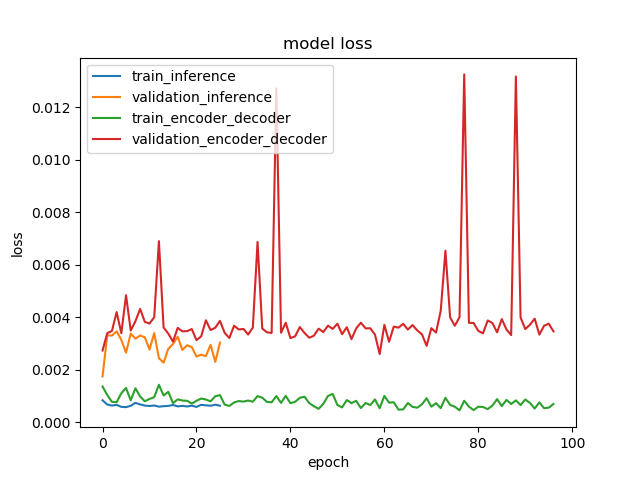 model loss
train_inference
validation_inference
train_encoder_decoder
validation_encoder_decoder
loss
0.012
0.010
0.008
0.006
0.004
0.002
0.000
0 20 40 60 80 100
epoch